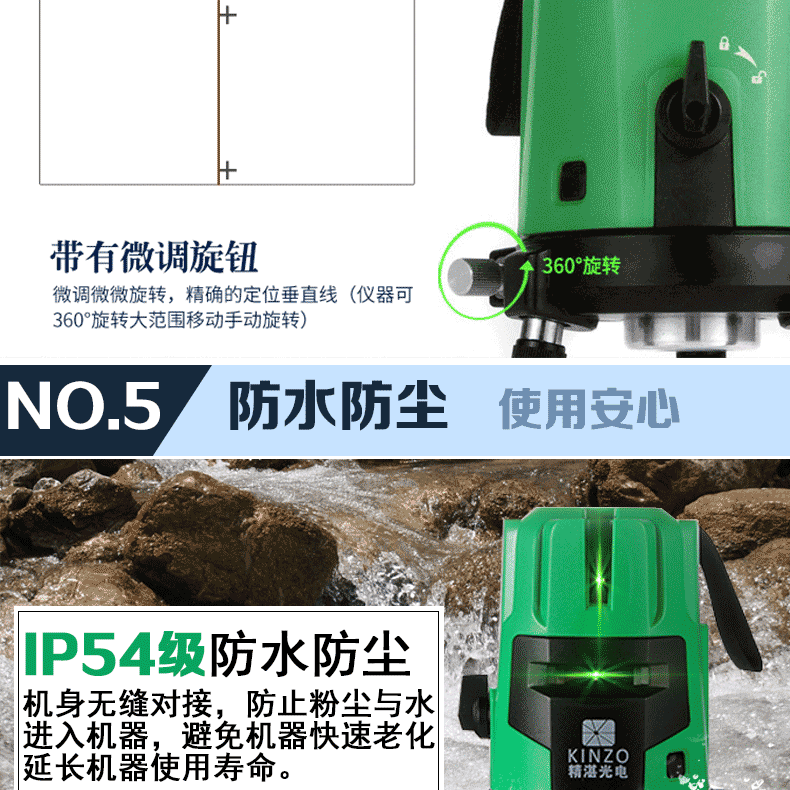 带有微调旋钮
微调微微旋转，精确的定位垂直线（仪器可
360°旋转大范围移动手动旋转）
360°旋转
NO.5 防水防尘 使用安心
IP54级防水防尘
机身无缝对接，防止粉尘与水
进入机器，避免机器快速老化
延长机器使用寿命。
KINZO
精湛光电